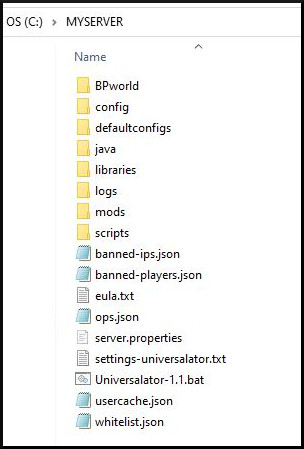 OS (C:) > MYSERVER
Name
BPworld
config
defaultconfigs
java
libraries
logs
mods
scripts
banned-ips.json
banned-players.json
eula.txt
ops.json
server.properties
settings-universalator.txt
Universalator-1.1.bat
usercache.json
whitelist.json